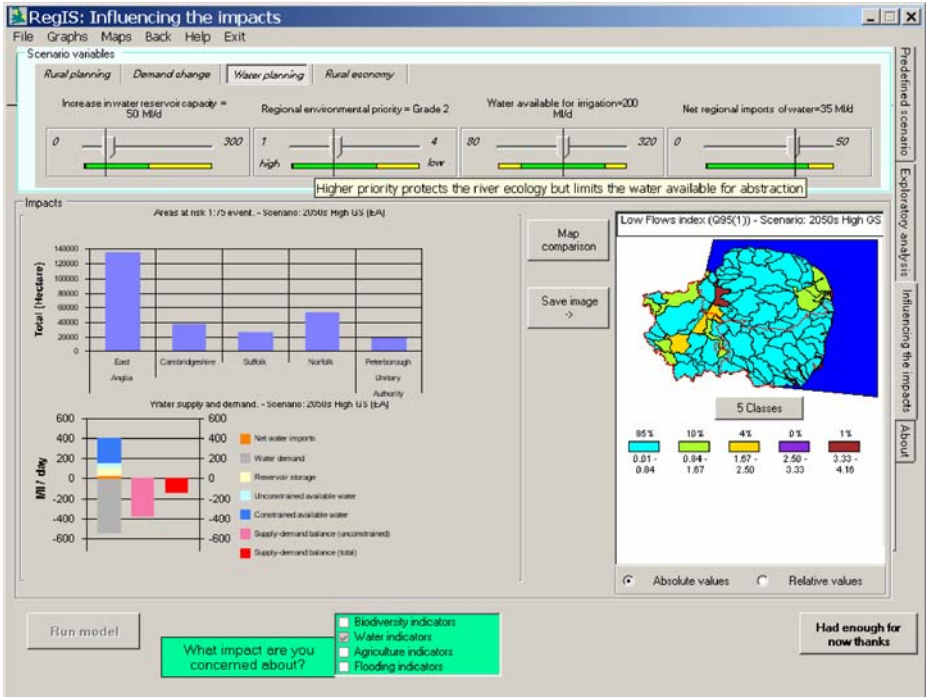 RegIS: Influencing the impacts
File Graphs Maps Back Help Exit
Scenario variables
Rural planning Demand change Water planning Rural economy
Increase in water reservoir capacity =
50 Ml/d
Regional environmental priority = Grade 2
Water available for irrigation=200
Ml/d
Net regional imports of water=35 Ml/d
0 300
1 4
high low
80 320
0 50
Higher priority protects the river ecology but limits the water available for abstraction
Predefined scenario
Exploratory analysis
Influencing the impacts
About
Impacts
Areas at risk 1:75 event. - Scenario: 2050s High GS (EA)
Total (Hectare)
140000
120000
100000
80000
60000
40000
20000
0
East
Anglia
Cambridgeshire
Suffolk
Norfolk
Peterborough
Unitary
Authority
Water supply and demand. - Scenario: 2050s High GS (EA)
Ml / day
600 600
400 400
200 200
0 0
-200 -200
-400 -400
-600 -600
Net water imports
Water demand
Reservoir storage
Unconstrained available water
Constrained available water
Supply-demand balance (unconstrained)
Supply-demand balance (total)
Map
comparison
Save image
->
Low Flows index (Q95(1)) - Scenario: 2050s High GS
5 Classes
85% 10% 4% 0% 1%
0.01 - 0.84 - 1.67 - 2.50 - 3.33 -
0.84 1.67 2.50 3.33 4.16
Absolute values Relative values
Run model
What impact are you
concerned about?
Biodiversity indicators
Water indicators
Agriculture indicators
Flooding indicators
Had enough for
now thanks